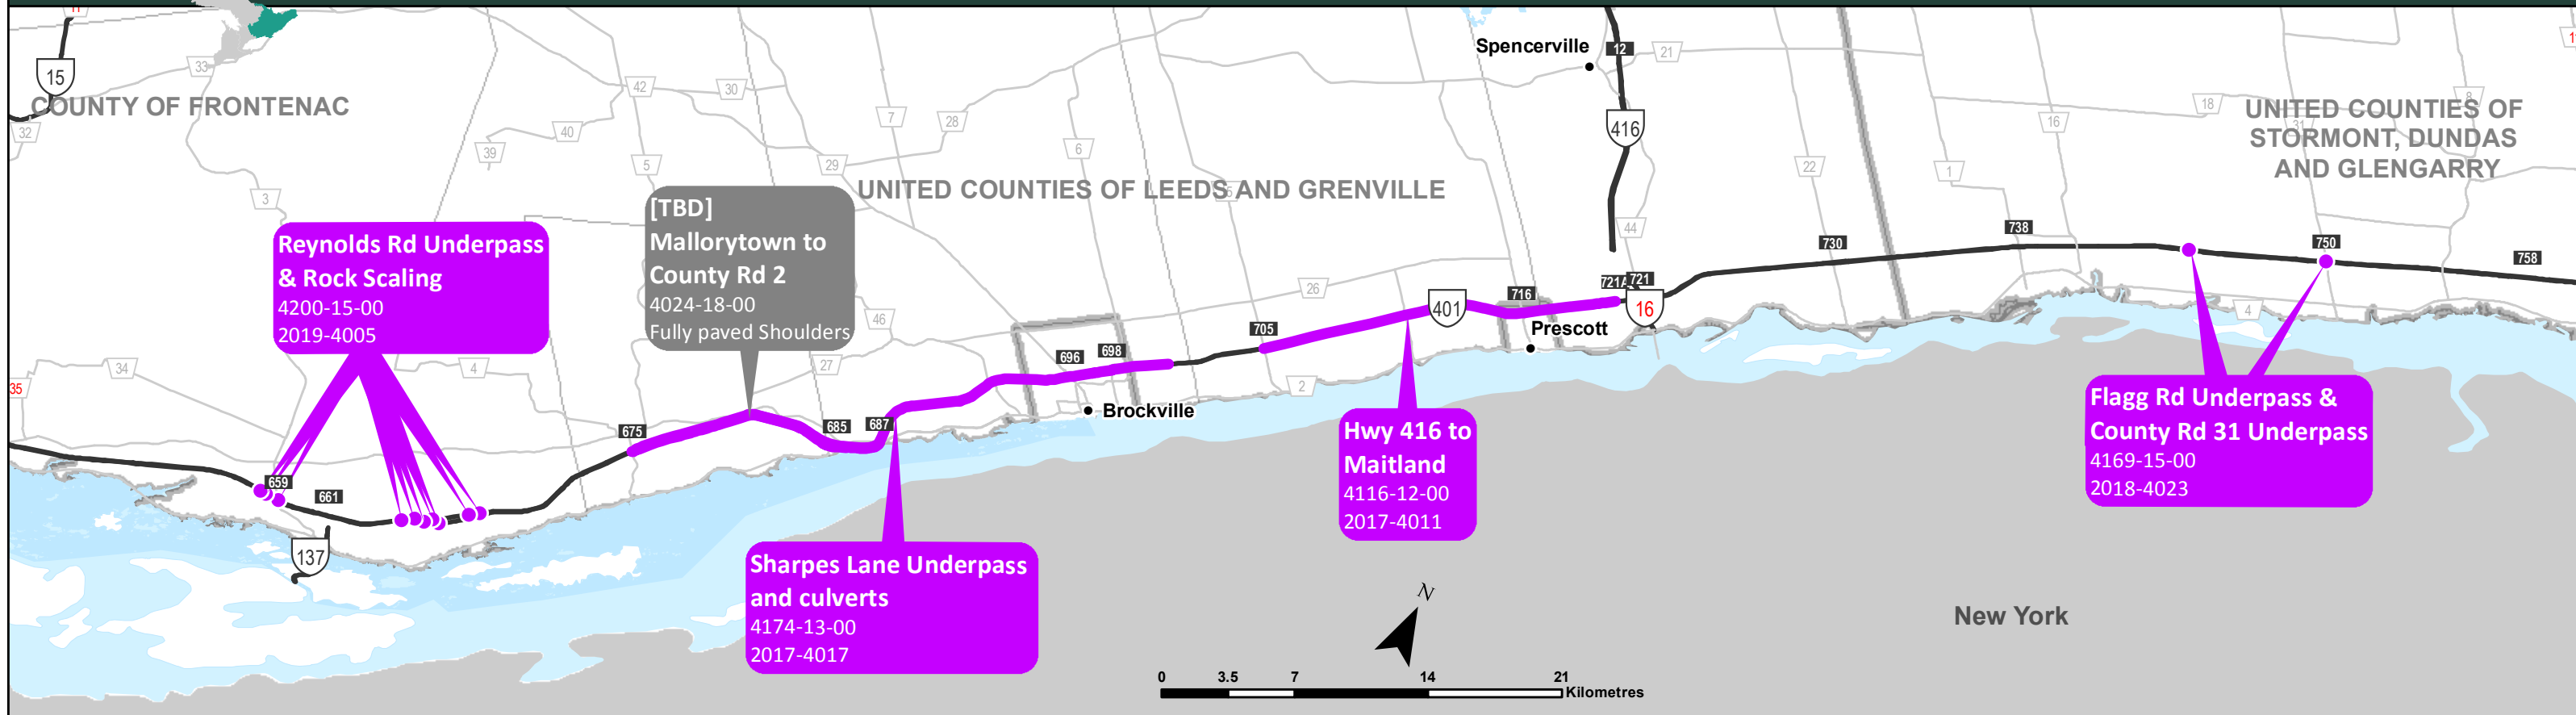 11
15
33
COUNTY OF FRONTENAC
32
42
30
40
39
5
7
28
29
6
3
Spencerville
12
21
416
44
UNITED COUNTIES OF LEEDS AND GRENVILLE
18
8
31
16
22
1
UNITED COUNTIES OF
STORMONT, DUNDAS
AND GLENGARRY
Reynolds Rd Underpass
& Rock Scaling
4200-15-00
2019-4005
[TBD]
Mallorytown to
County Rd 2
4024-18-00
Fully paved Shoulders
46
27
26
34
4
35
659
661
137
675
685
687
696
698
Brockville
705
2
401
716
Prescott
721A
721
16
730
738
750
758
4
Sharpes Lane Underpass
and culverts
4174-13-00
2017-4017
Hwy 416 to
Maitland
4116-12-00
2017-4011
Flagg Rd Underpass &
County Rd 31 Underpass
4169-15-00
2018-4023
New York
N
0 3.5 7 14 21
Kilometres